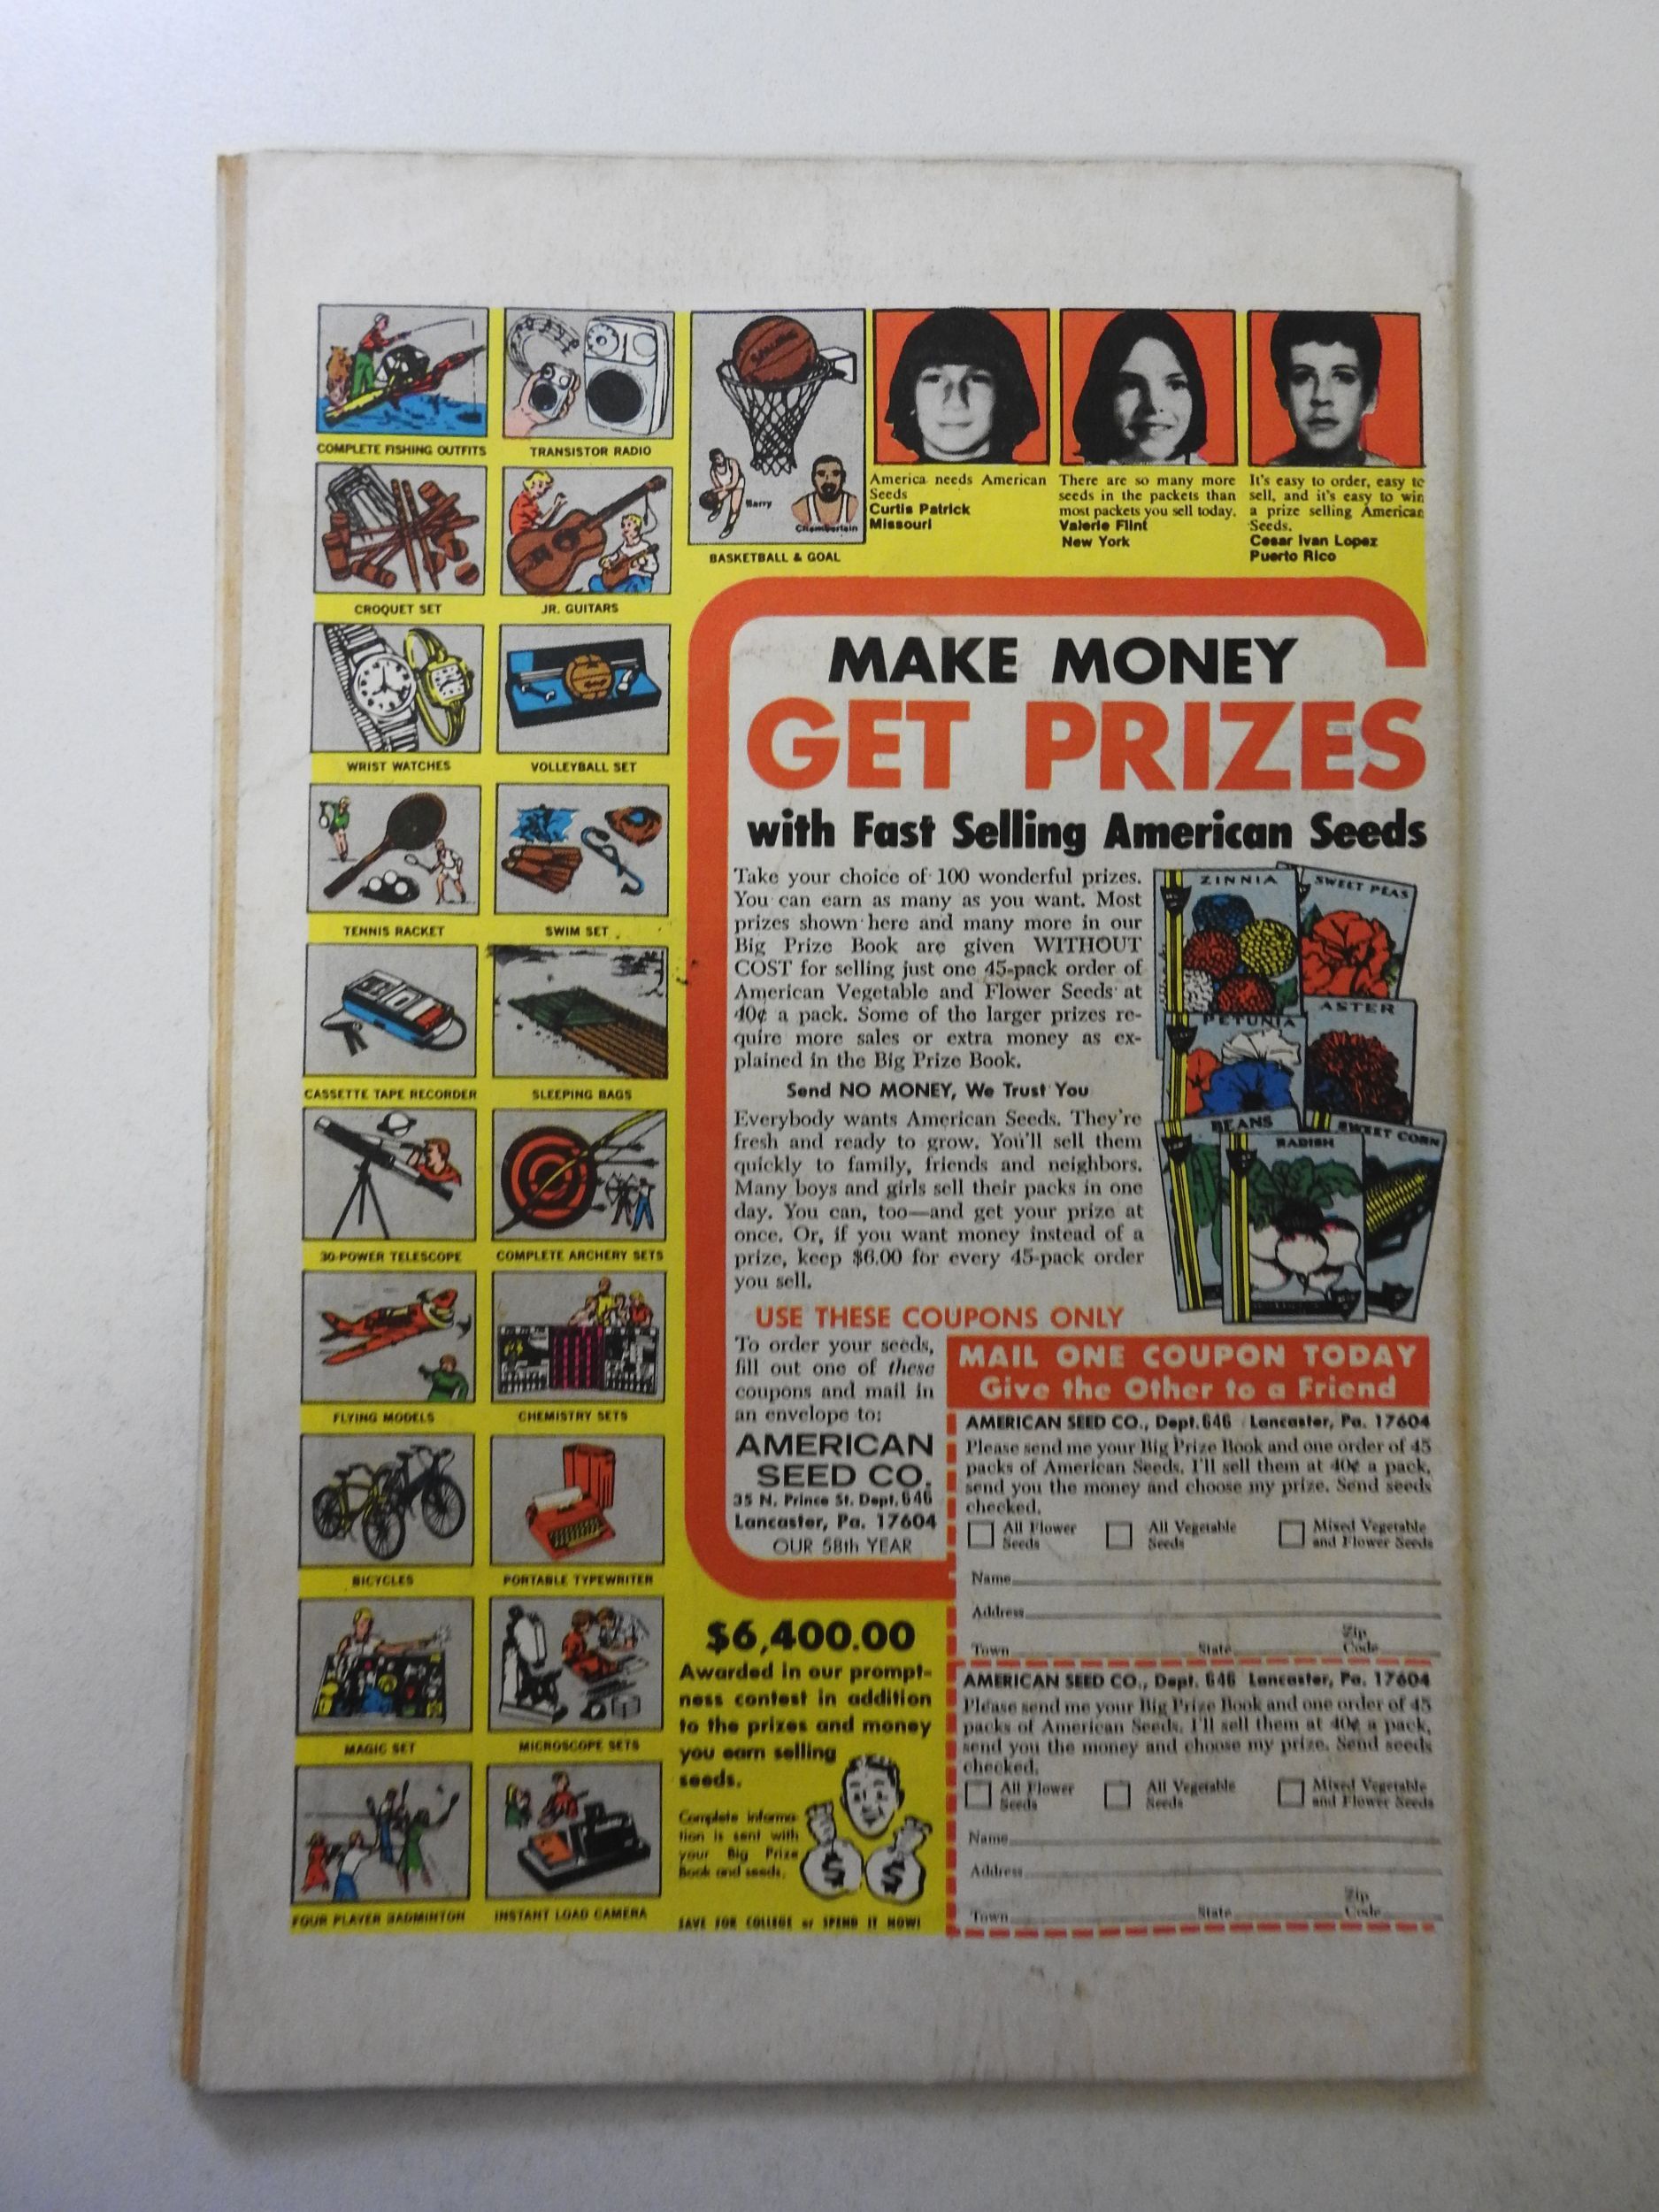 COMPLETE FISHING OUTFITS
TRANSISTOR RADIO
CROQUET SET
JR. GUITARS
WRIST WATCHES
VOLLEYBALL SET
TENNIS RACKET
SWIM SET
CASSETTE TAPE RECORDER
SLEEPING BAGS
30-POWER TELESCOPE
COMPLETE ARCHERY SETS
FLYING MODELS
CHEMISTRY SETS
BICYCLES
PORTABLE TYPEWRITER
MAGIC SET
MICROSCOPE SETS
FOUR PLAYER BADMINTON
INSTANT LOAD CAMERA
Barry
Chamberlain
BASKETBALL & GOAL
America needs American
Seeds
Curtis Patrick
Missouri
There are so many more
seeds in the packets than
most packets you sell today.
Valerie Flint
New York
It's easy to order, easy to
sell, and it's easy to win
a prize selling American
Seeds.
Cesar Ivan Lopez
Puerto Rico
MAKE MONEY
GET PRIZES
with Fast Selling American Seeds
Take your choice of 100 wonderful prizes.
You can earn as many as you want. Most
prizes shown here and many more in our
Big Prize Book are given WITHOUT
COST for selling just one 45-pack order of
American Vegetable and Flower Seeds at
40¢ a pack. Some of the larger prizes re-
quire more sales or extra money as ex-
plained in the Big Prize Book.
Send NO MONEY, We Trust You
Everybody wants American Seeds. They're
fresh and ready to grow. You'll sell them
quickly to family, friends and neighbors.
Many boys and girls sell their packs in one
day. You can, too—and get your prize at
once. Or, if you want money instead of a
prize, keep $6.00 for every 45-pack order
you sell.
ZINNIA
SWEET PEAS
PETUNIA
ASTER
BEANS
RADISH
SWEET CORN
USE THESE COUPONS ONLY
To order your seeds,
fill out one of these
coupons and mail in
an envelope to:
AMERICAN
SEED CO.
35 N. Prince St. Dept. 646
Lancaster, Pa. 17604
OUR 58th YEAR
MAIL ONE COUPON TODAY
Give the Other to a Friend
AMERICAN SEED CO., Dept. 646 Lancaster, Pa. 17604
Please send me your Big Prize Book and one order of 45
packs of American Seeds. I'll sell them at 40¢ a pack,
send you the money and choose my prize. Send seeds
checked.
All Flower Seeds
All Vegetable Seeds
Mixed Vegetable and Flower Seeds
Name
Address
Town State Zip Code
AMERICAN SEED CO., Dept. 646 Lancaster, Pa. 17604
Please send me your Big Prize Book and one order of 45
packs of American Seeds. I'll sell them at 40¢ a pack,
send you the money and choose my prize. Send seeds
checked.
All Flower Seeds
All Vegetable Seeds
Mixed Vegetable and Flower Seeds
Name
Address
Town State Zip Code
$6,400.00
Awarded in our prompt-
ness contest in addition
to the prizes and money
you earn selling
seeds.
Complete informa-
tion is sent with
your Big Prize
Book and seeds.
$ $
SAVE FOR COLLEGE or SPEND IT NOW!